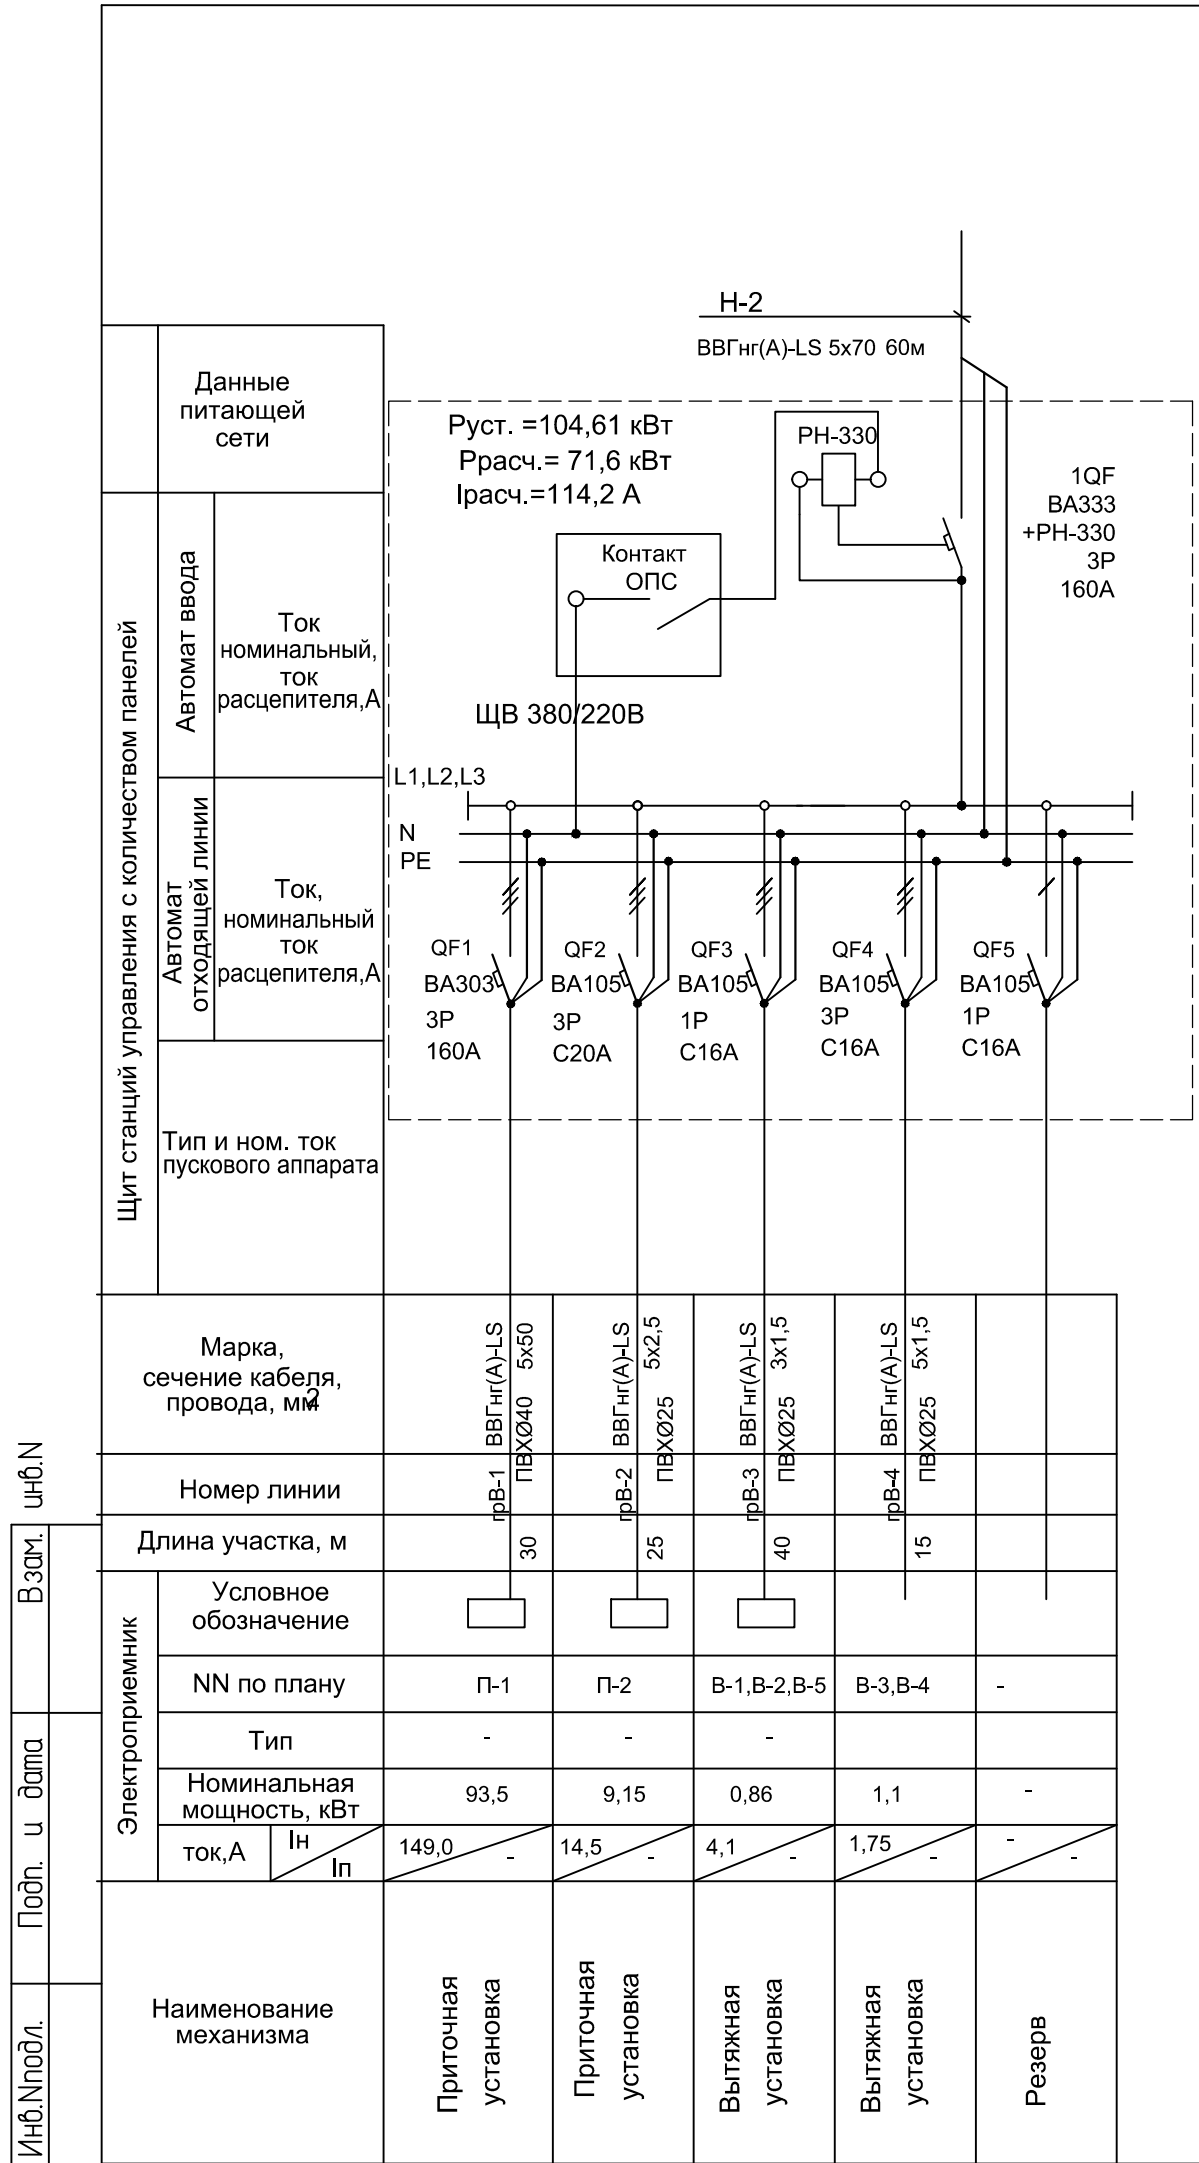 Н-2
ВВГнг(А)-LS 5х70 60м
Данные
питающей
сети
Руст. =104,61 кВт
Ррасч.= 71,6 кВт
Iрасч.=114,2 А
РН-330
1QF
ВА333
+РН-330
3Р
160А
Контакт
ОПС
Щит станций управления с количеством панелей
Автомат ввода
Ток
номинальный,
ток
расцепителя,А
ЩВ 380/220В
L1,L2,L3
N
PE
Автомат
отходящей линии
Ток,
номинальный
ток
расцепителя,А
QF1
ВА303
3Р
160А
QF2
ВА105
3Р
С20А
QF3
ВА105
1Р
С16А
QF4
ВА105
3Р
С16А
QF5
ВА105
1Р
С16А
Тип и ном. ток
пускового аппарата
Марка,
сечение кабеля,
провода, мм2
грВ-1 ВВГнг(А)-LS
ПВХØ40 5х50
грВ-2 ВВГнг(А)-LS
ПВХØ25 5х2,5
грВ-3 ВВГнг(А)-LS
ПВХØ25 3х1,5
грВ-4 ВВГнг(А)-LS
ПВХØ25 5х1,5
Номер линии
Длина участка, м
30
25
40
15
Электроприемник
Условное
обозначение
NN по плану
П-1
П-2
В-1,В-2,В-5
В-3,В-4
-
Тип
-
-
-
Номинальная
мощность, кВт
93,5
9,15
0,86
1,1
-
ток,А
Iн
Iп
149,0
-
14,5
-
4,1
-
1,75
-
-
-
Наименование
механизма
Приточная
установка
Приточная
установка
Вытяжная
установка
Вытяжная
установка
Резерв
Взам. инв.N
Подп. и дата
Инв.Nподл.